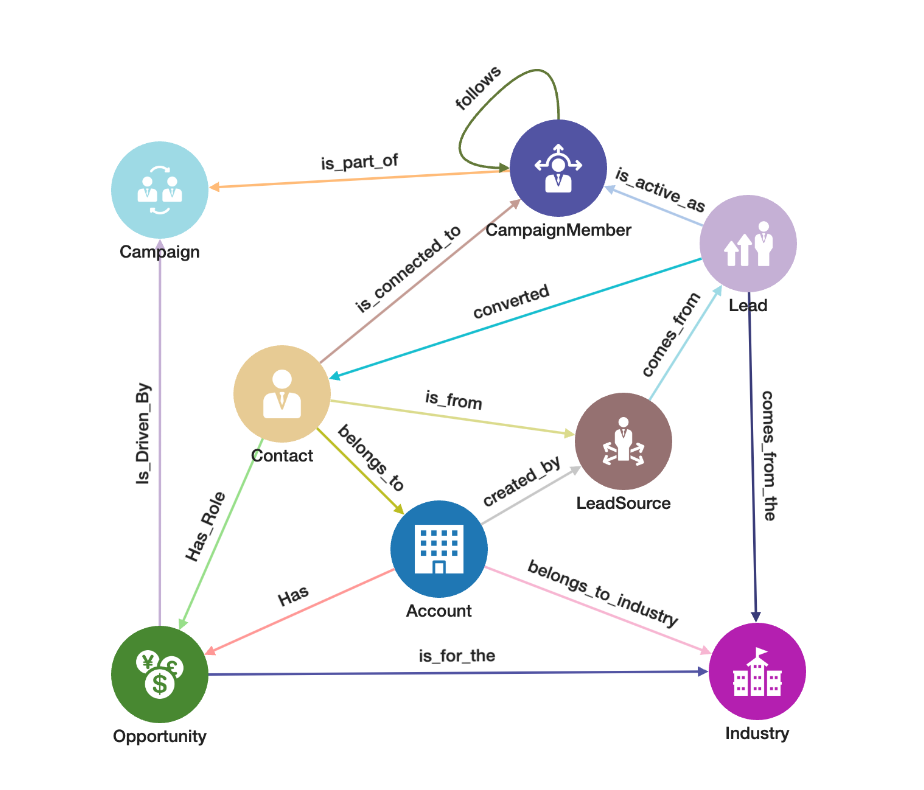 follows
is_part_of
is_active_as
Campaign
CampaignMember
is_connected_to
converted
Lead
comes_from
is_from
Is_Driven_By
belongs_to
comes_from_the
Contact
created_by
LeadSource
Has_Role
Has
Account
belongs_to_industry
is_for_the
¥
£
$
Opportunity
Industry